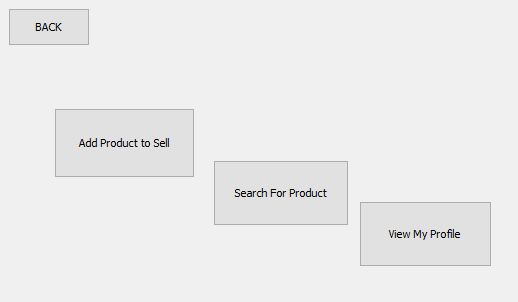 BACK
Add Product to Sell
Search For Product
View My Profile